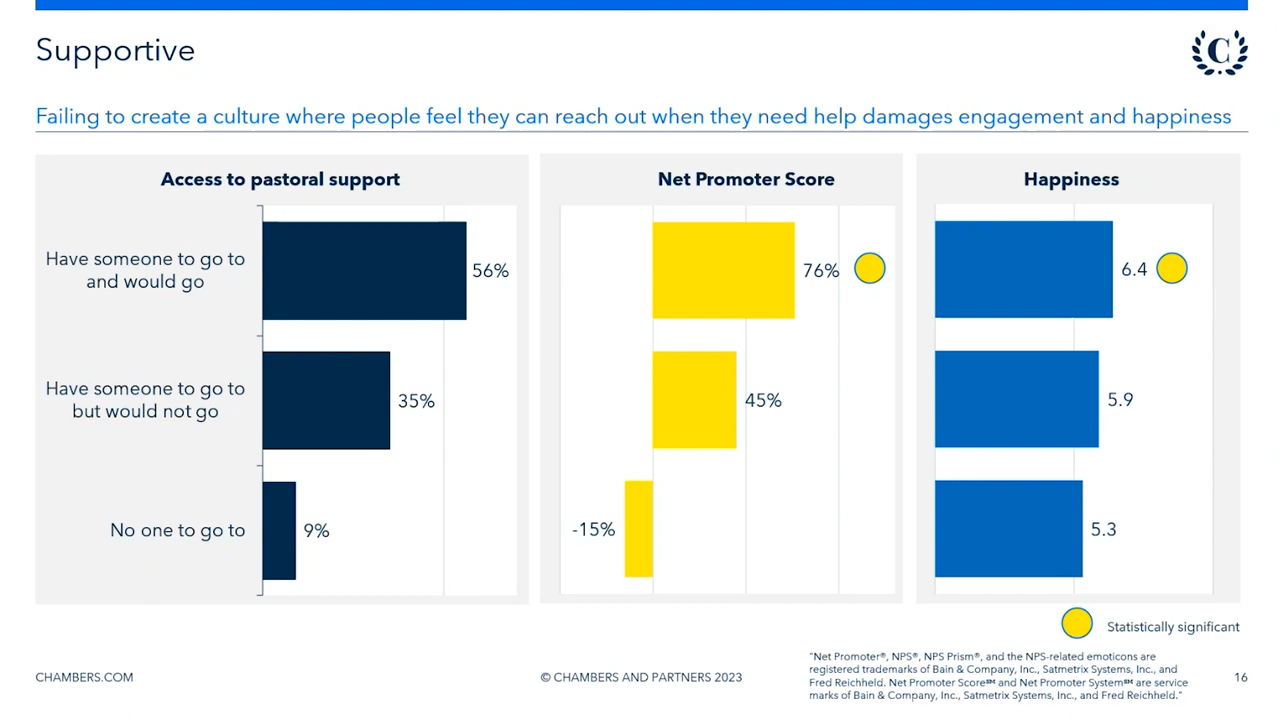 Supportive
C
Failing to create a culture where people feel they can reach out when they need help damages engagement and happiness
Access to pastoral support
Have someone to go to
and would go
56%
Have someone to go to
but would not go
35%
No one to go to
9%
Net Promoter Score
76%
45%
-15%
Happiness
6.4
5.9
5.3
Statistically significant
CHAMBERS.COM
© CHAMBERS AND PARTNERS 2023
"Net Promoter®, NPS®, NPS Prism®, and the NPS-related emoticons are
registered trademarks of Bain & Company, Inc., Satmetrix Systems, Inc., and
Fred Reichheld. Net Promoter Score℠ and Net Promoter System℠ are service
marks of Bain & Company, Inc., Satmetrix Systems, Inc., and Fred Reichheld."
16